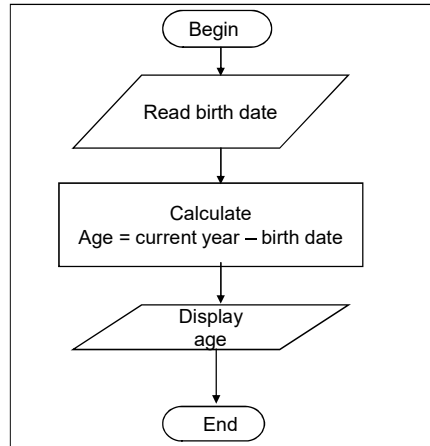 Begin
Read birth date
Calculate
Age = current year – birth date
Display
age
End